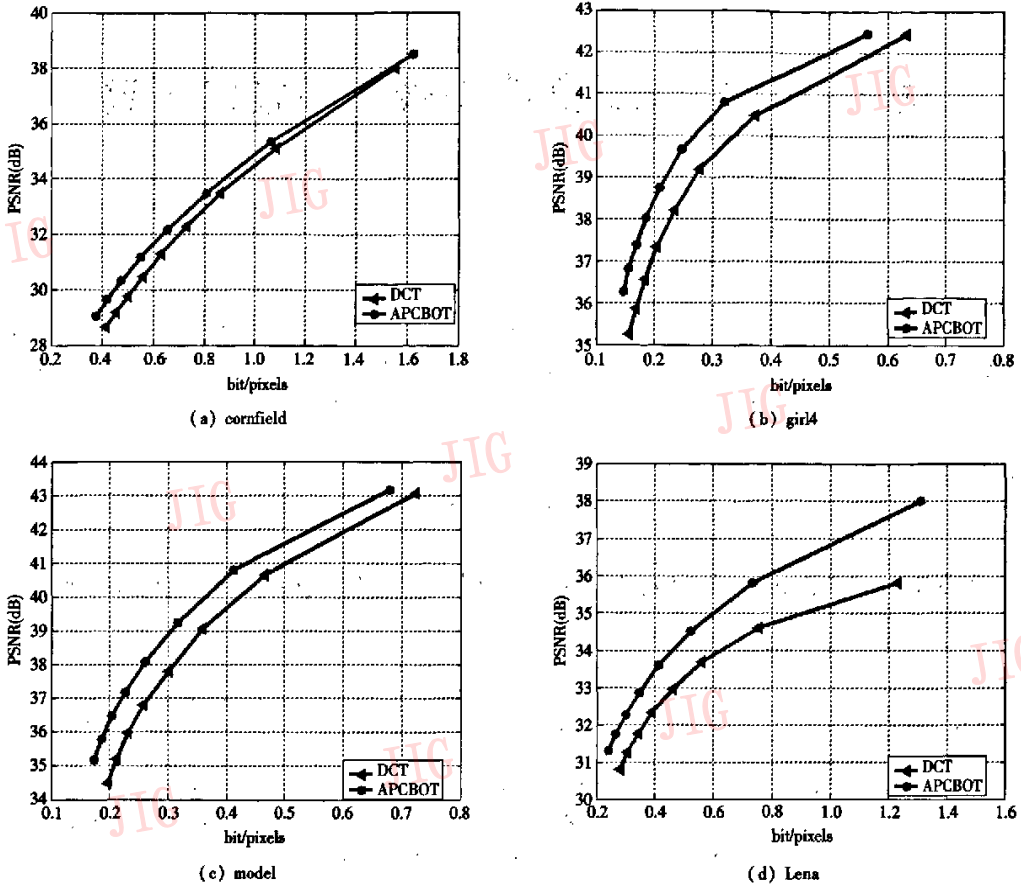 40
38
36
34
32
30
28
PSNR(dB)
0.2 0.4 0.6 0.8 1.0 1.2 1.4 1.6 1.8
bit/pixels
DCT
APCBOT
(a) cornfield
43
42
41
40
39
38
37
36
35
PSNR(dB)
0.1 0.2 0.3 0.4 0.5 0.6 0.7 0.8
bit/pixels
DCT
APCBOT
(b) girl4
44
43
42
41
40
39
38
37
36
35
34
PSNR(dB)
0.1 0.2 0.3 0.4 0.5 0.6 0.7 0.8
bit/pixels
DCT
APCBOT
(c) model
39
38
37
36
35
34
33
32
31
30
PSNR(dB)
0.2 0.4 0.6 0.8 1.0 1.2 1.4 1.6
bit/pixels
DCT
APCBOT
(d) Lena
JIG
JIG
JIG
IG
JIG
JIG
JIG
JIG
JIG
JIG
JIG